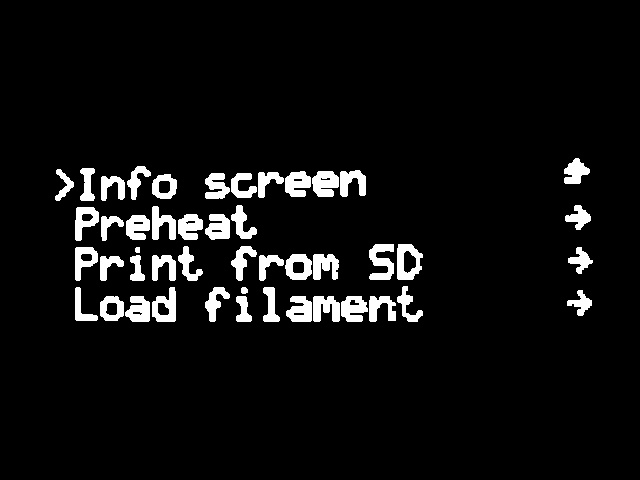 >Info screen ↑
Preheat →
Print from SD →
Load filament →